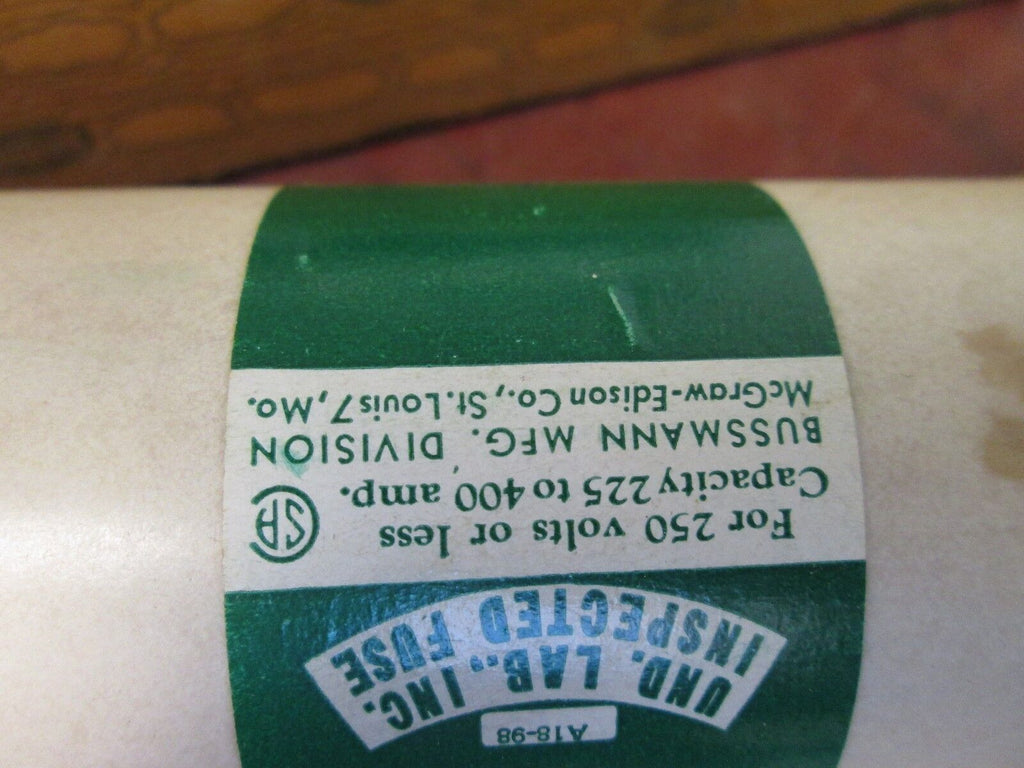 A18-98
UND. LAB., INC.
INSPECTED FUSE
For 250 volts or less
Capacity 225 to 400 amp.
SA
BUSSMANN MFG. DIVISION
McGraw-Edison Co., St. Louis 7, Mo.